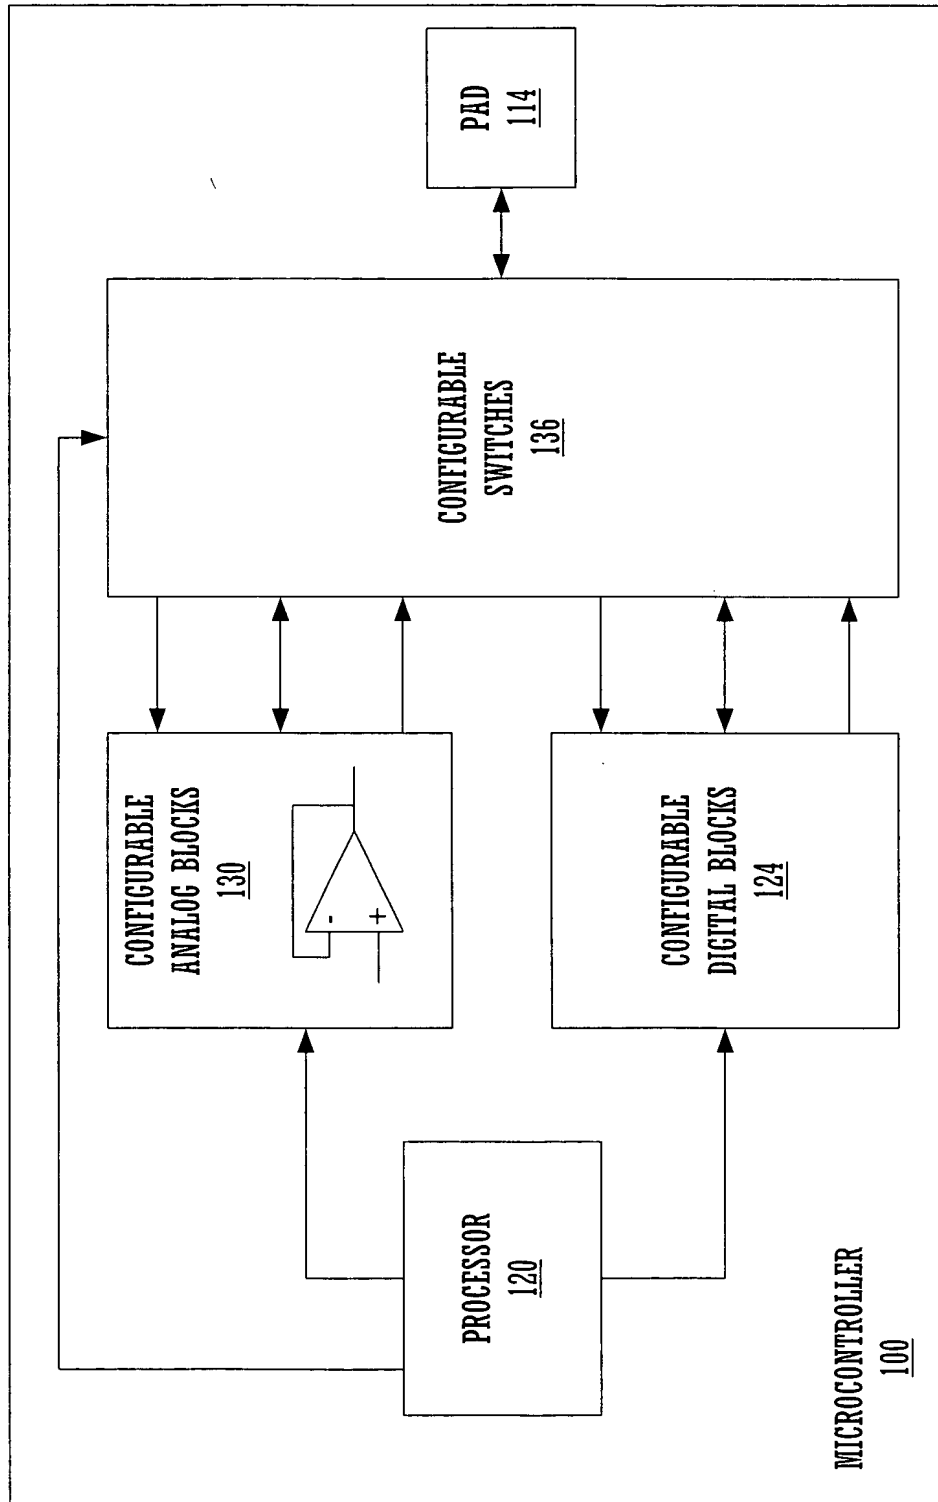 CONFIGURABLE
ANALOG BLOCKS
130
-
+
PROCESSOR
120
CONFIGURABLE
DIGITAL BLOCKS
124
CONFIGURABLE
SWITCHES
136
PAD
114
MICROCONTROLLER
100